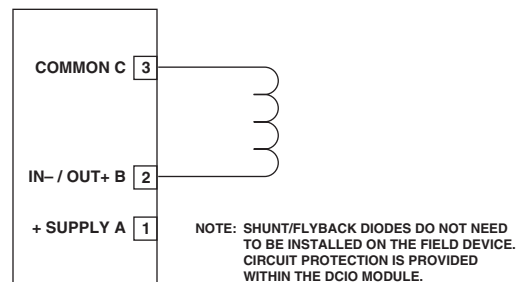 COMMON C 3
IN– / OUT+ B 2
+ SUPPLY A 1
NOTE: SHUNT/FLYBACK DIODES DO NOT NEED
TO BE INSTALLED ON THE FIELD DEVICE.
CIRCUIT PROTECTION IS PROVIDED
WITHIN THE DCIO MODULE.